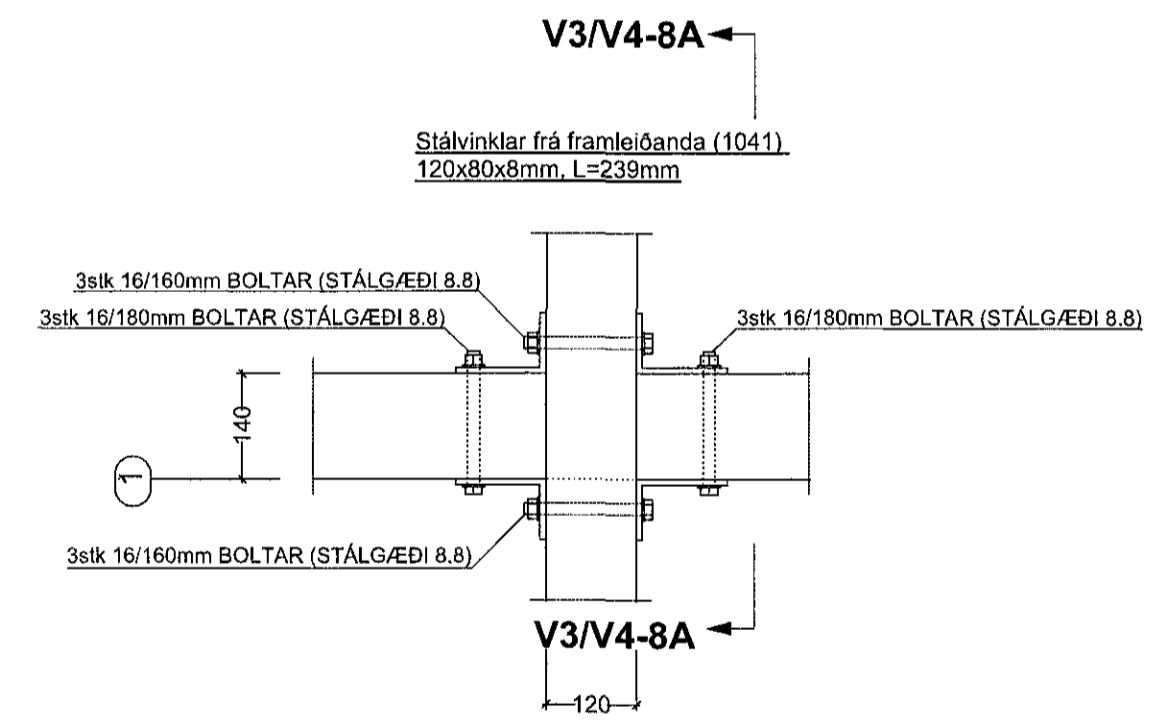 V3/V4-8A
Stálvinklar frá framleiðanda (1041)
120x80x8mm, L=239mm
3stk 16/160mm BOLTAR (STÁLGÆÐI 8.8)
3stk 16/180mm BOLTAR (STÁLGÆÐI 8.8)
3stk 16/180mm BOLTAR (STÁLGÆÐI 8.8)
140
1
3stk 16/160mm BOLTAR (STÁLGÆÐI 8.8)
V3/V4-8A
120